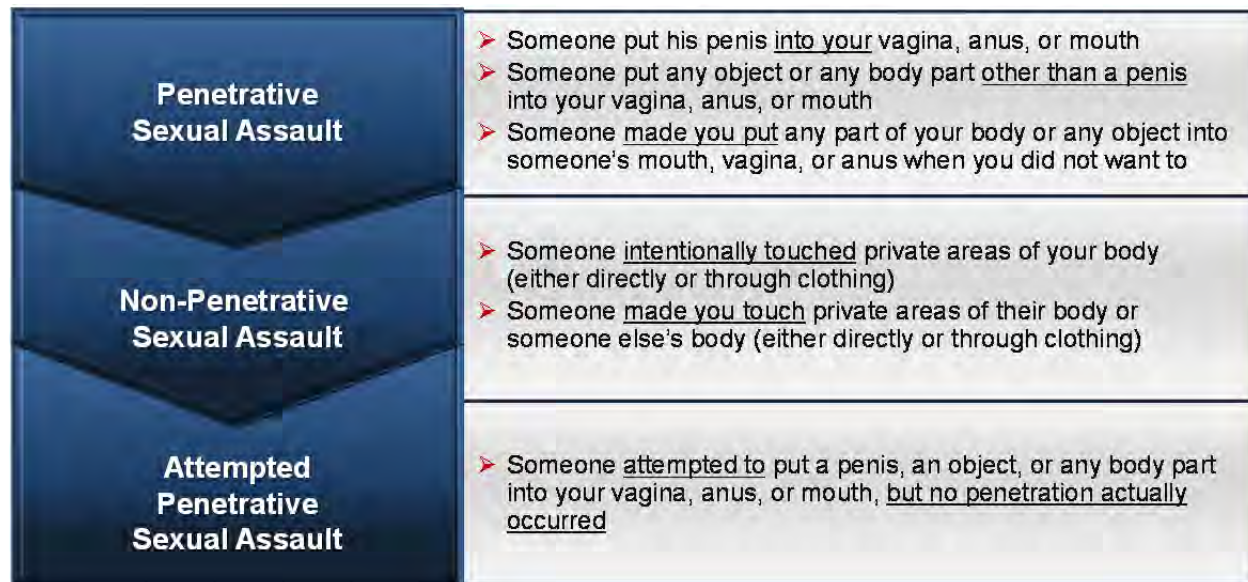 Penetrative
Sexual Assault
➢ Someone put his penis into your vagina, anus, or mouth
➢ Someone put any object or any body part other than a penis
into your vagina, anus, or mouth
➢ Someone made you put any part of your body or any object into
someone's mouth, vagina, or anus when you did not want to
Non-Penetrative
Sexual Assault
➢ Someone intentionally touched private areas of your body
(either directly or through clothing)
➢ Someone made you touch private areas of their body or
someone else's body (either directly or through clothing)
Attempted
Penetrative
Sexual Assault
➢ Someone attempted to put a penis, an object, or any body part
into your vagina, anus, or mouth, but no penetration actually
occurred